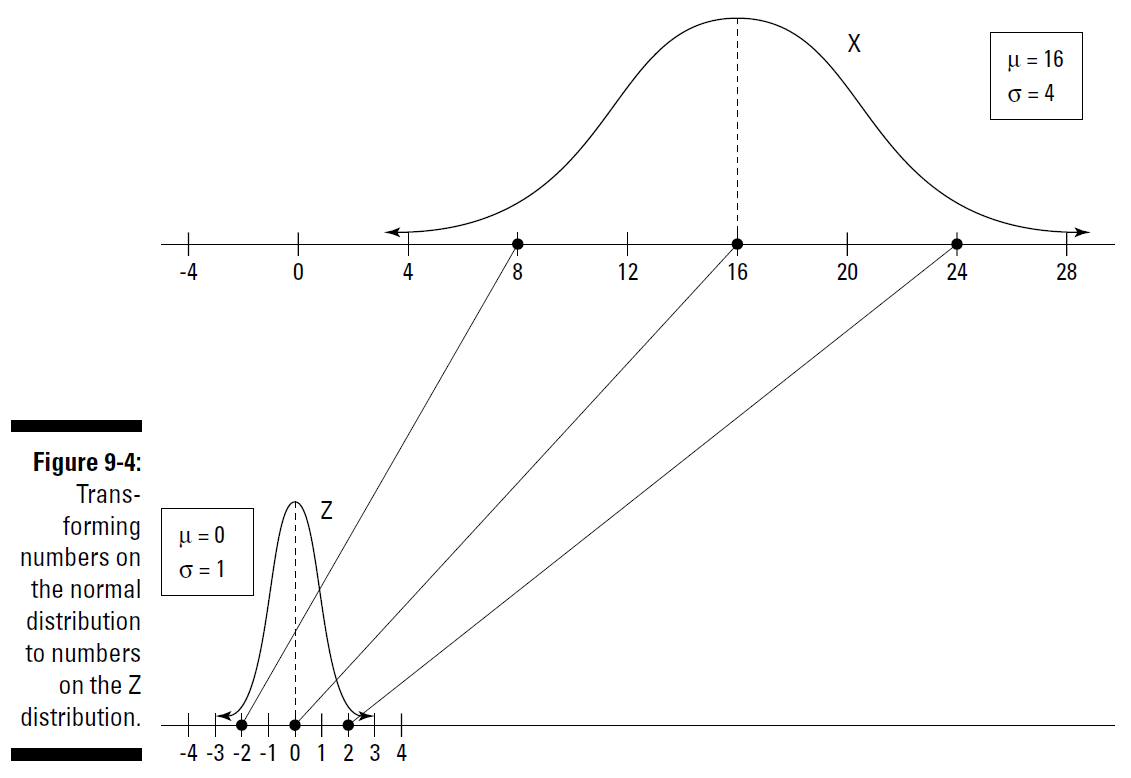 X
μ = 16
σ = 4
-4 0 4 8 12 16 20 24 28
Figure 9-4:
Trans-
forming
numbers on
the normal
distribution
to numbers
on the Z
distribution.
Z
μ = 0
σ = 1
-4 -3 -2 -1 0 1 2 3 4